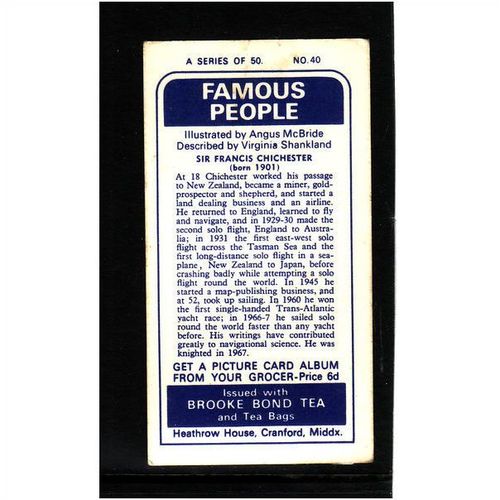 A SERIES OF 50. NO.40
FAMOUS
PEOPLE
Illustrated by Angus McBride
Described by Virginia Shankland
SIR FRANCIS CHICHESTER
(born 1901)
At 18 Chichester worked his passage
to New Zealand, became a miner, gold-
prospector and shepherd, and started a
land dealing business and an airline.
He returned to England, learned to fly
and navigate, and in 1929-30 made the
second solo flight, England to Austra-
lia; in 1931 the first east-west solo
flight across the Tasman Sea and the
first long-distance solo flight in a sea-
plane, New Zealand to Japan, before
crashing badly while attempting a solo
flight round the world. In 1945 he
started a map-publishing business, and
at 52, took up sailing. In 1960 he won
the first single-handed Trans-Atlantic
yacht race; in 1966-7 he sailed solo
round the world faster than any yacht
before. His writings have contributed
greatly to navigational science. He was
knighted in 1967.
GET A PICTURE CARD ALBUM
FROM YOUR GROCER-Price 6d
Issued with
BROOKE BOND TEA
and Tea Bags
Heathrow House, Cranford, Middx.